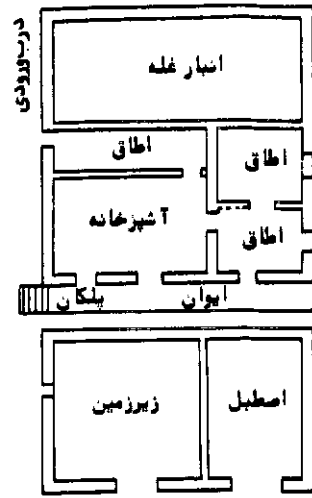 درب‌ورودی
انبار غله
اطاق
اطاق
آشپزخانه
اطاق
ایوان
پلکان
اصطبل
زیرزمین